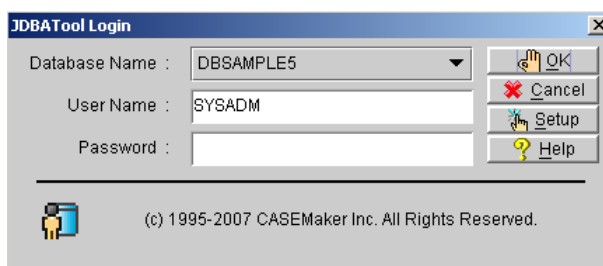 JDBATool Login
Database Name : DBSAMPLE5
OK
Cancel
User Name : SYSADM
Setup
Password :
Help
(c) 1995-2007 CASEMaker Inc. All Rights Reserved.